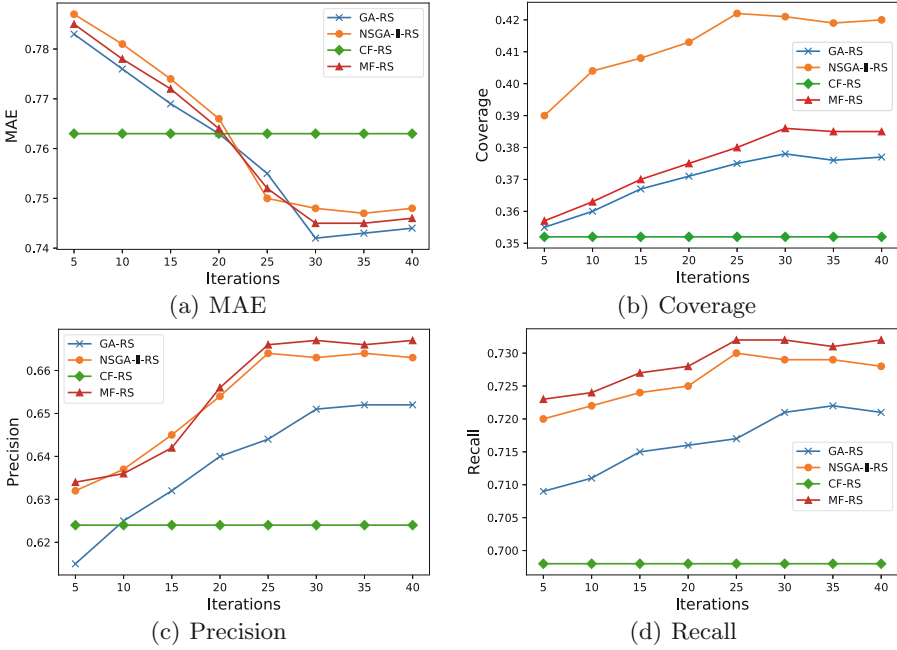 0.78
0.77
0.76
0.75
0.74
MAE
GA-RS
NSGA-II-RS
CF-RS
MF-RS
5 10 15 20 25 30 35 40
Iterations
(a) MAE
0.42
0.41
0.40
0.39
0.38
0.37
0.36
0.35
Coverage
GA-RS
NSGA-II-RS
CF-RS
MF-RS
5 10 15 20 25 30 35 40
Iterations
(b) Coverage
0.66
0.65
0.64
0.63
0.62
Precision
GA-RS
NSGA-II-RS
CF-RS
MF-RS
5 10 15 20 25 30 35 40
Iterations
(c) Precision
0.730
0.725
0.720
0.715
0.710
0.705
0.700
Recall
GA-RS
NSGA-II-RS
CF-RS
MF-RS
5 10 15 20 25 30 35 40
Iterations
(d) Recall